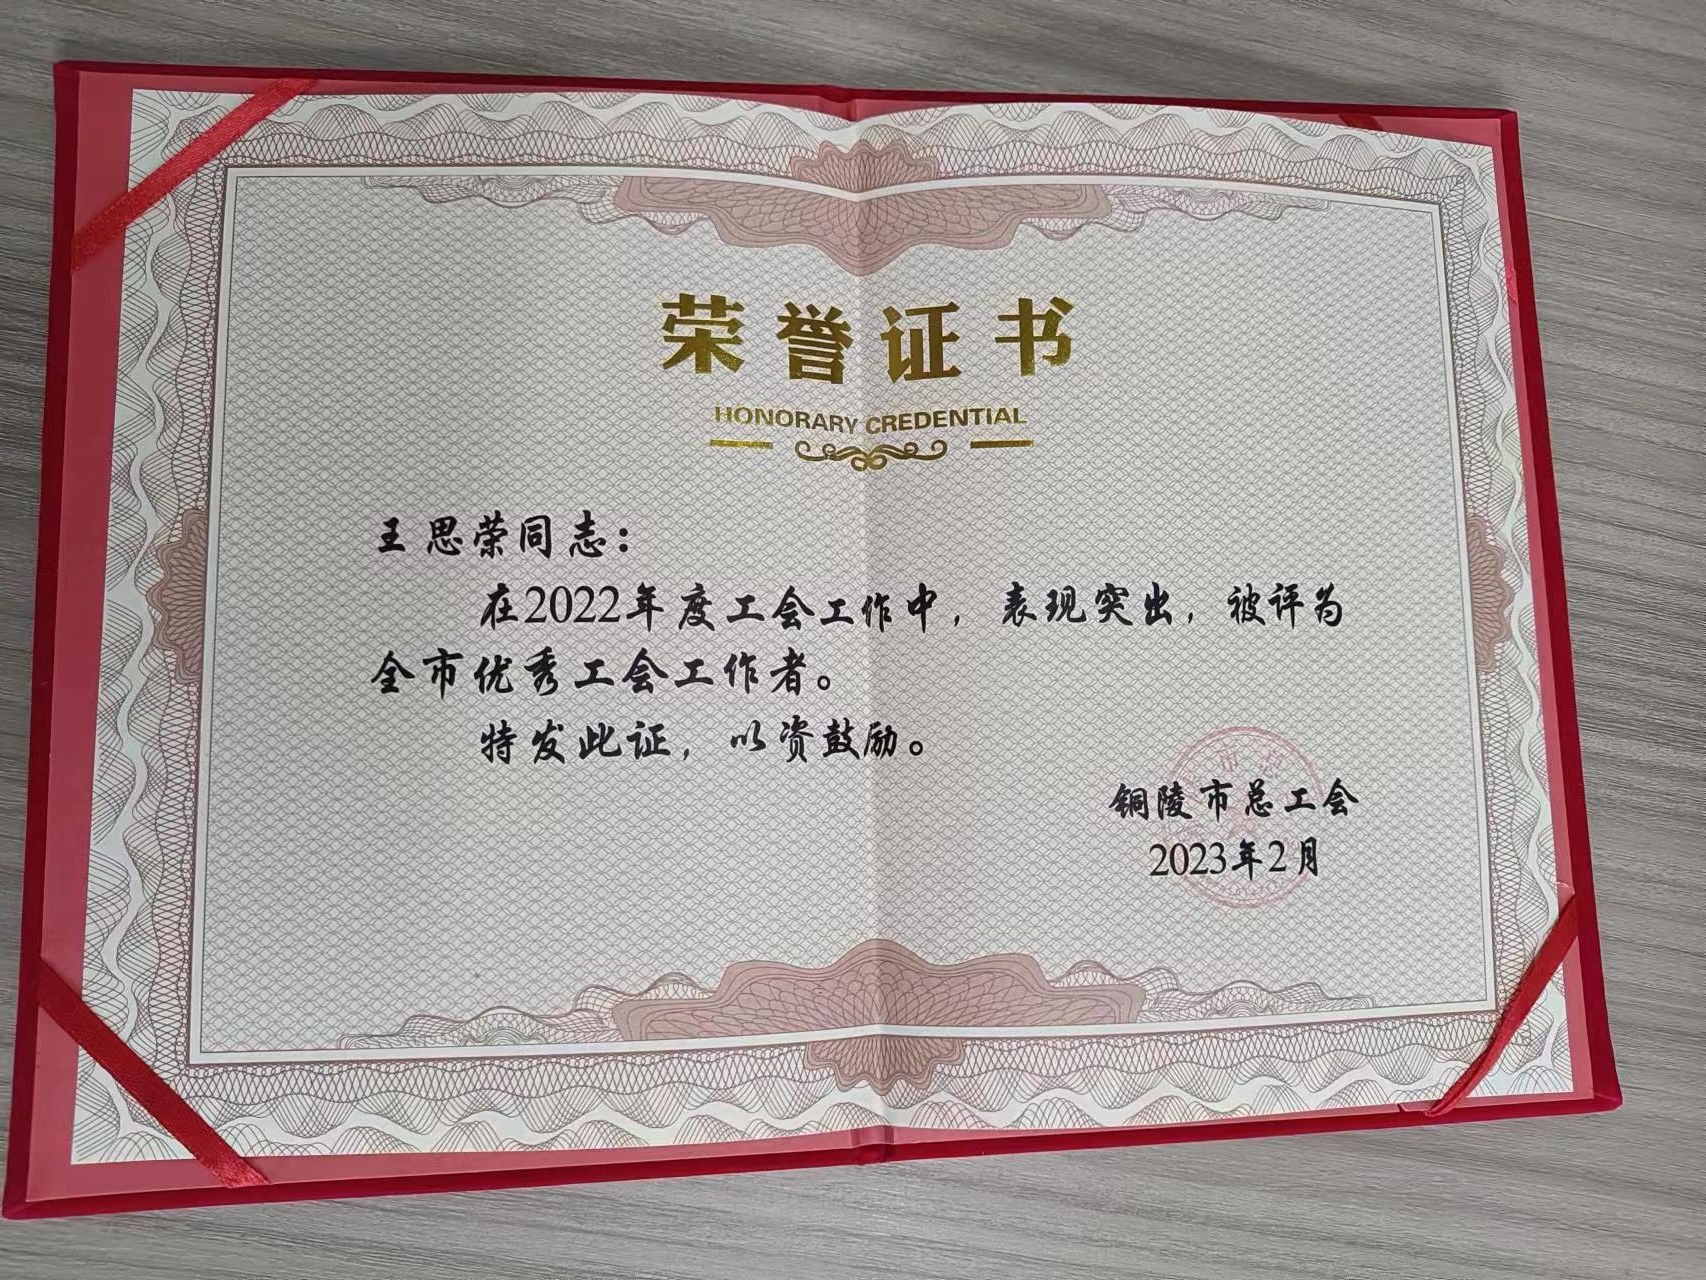 荣誉证书
HONORARY CREDENTIAL
王思荣同志：
在2022年度工会工作中，表现突出，被评为
全市优秀工会工作者。
特发此证，以资鼓励。
铜陵市总工会
2023年2月